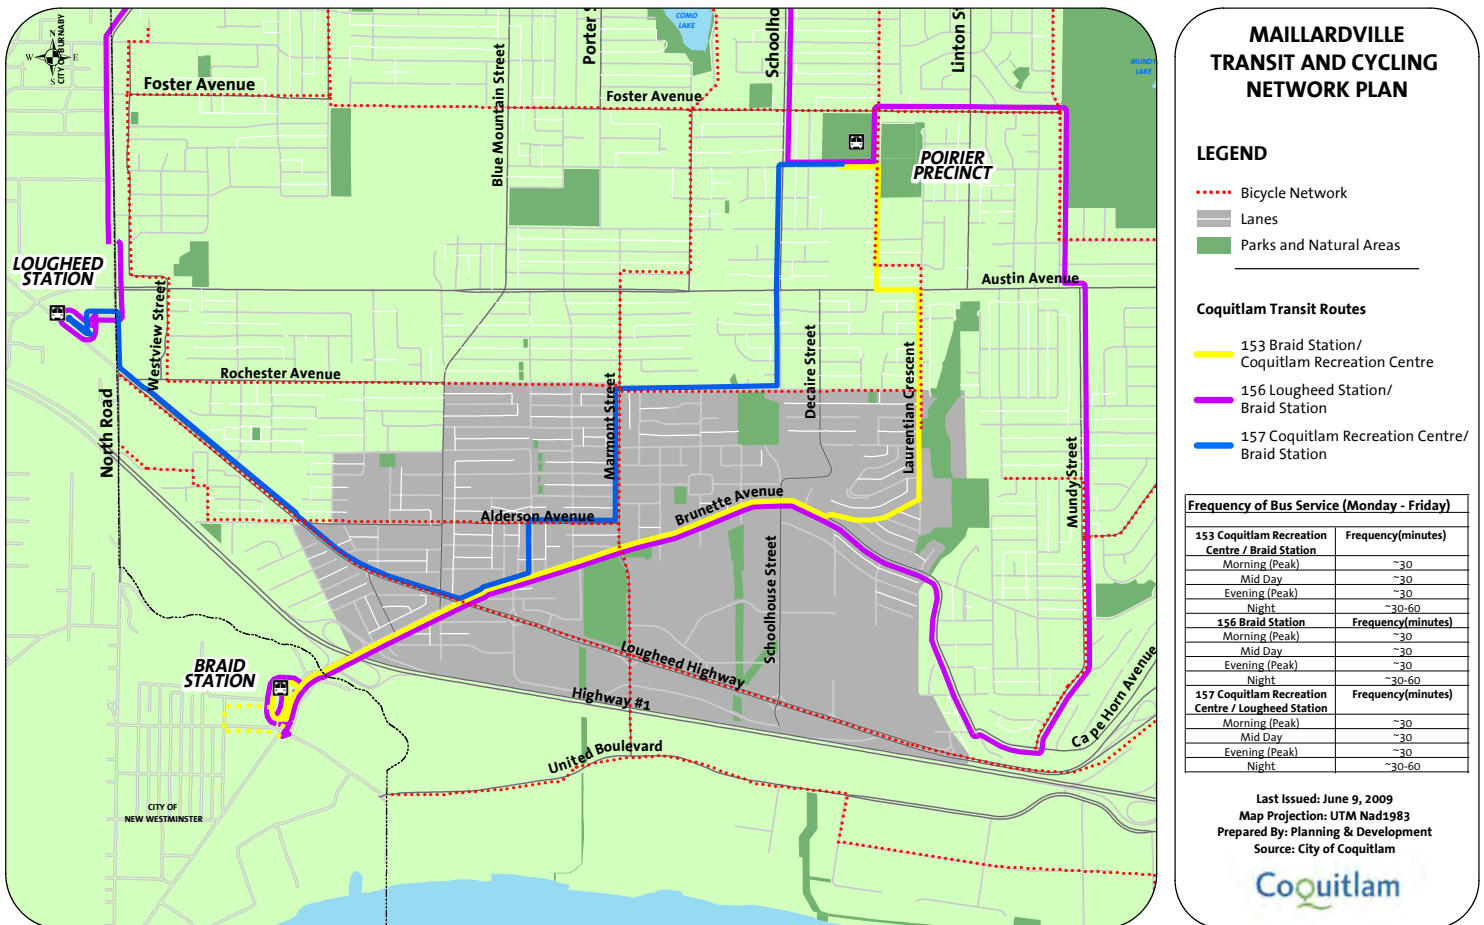 N
W
E
S
CITY OF BURNABY
Foster Avenue
Blue Mountain Street
Porter S
COMO
LAKE
Foster Avenue
Schoolho
Linton S
MUNDY
LAKE
POIRIER
PRECINCT
LOUGHEED
STATION
Westview Street
Austin Avenue
Rochester Avenue
North Road
Marmont Street
Decaire Street
Laurentian Crescent
Mundy Street
Alderson Avenue
Brunette Avenue
Schoolhouse Street
Lougheed Highway
Highway #1
BRAID
STATION
United Boulevard
Cape Horn Avenue
CITY OF
NEW WESTMINSTER
MAILLARDVILLE
TRANSIT AND CYCLING
NETWORK PLAN
LEGEND
Bicycle Network
Lanes
Parks and Natural Areas
Coquitlam Transit Routes
153 Braid Station/
Coquitlam Recreation Centre
156 Lougheed Station/
Braid Station
157 Coquitlam Recreation Centre/
Braid Station
Frequency of Bus Service (Monday - Friday)
153 Coquitlam Recreation Frequency(minutes)
Centre / Braid Station
Morning (Peak) ~30
Mid Day ~30
Evening (Peak) ~30
Night ~30-60
156 Braid Station Frequency(minutes)
Morning (Peak) ~30
Mid Day ~30
Evening (Peak) ~30
Night ~30-60
157 Coquitlam Recreation Frequency(minutes)
Centre / Lougheed Station
Morning (Peak) ~30
Mid Day ~30
Evening (Peak) ~30
Night ~30-60
Last Issued: June 9, 2009
Map Projection: UTM Nad1983
Prepared By: Planning & Development
Source: City of Coquitlam
Coquitlam